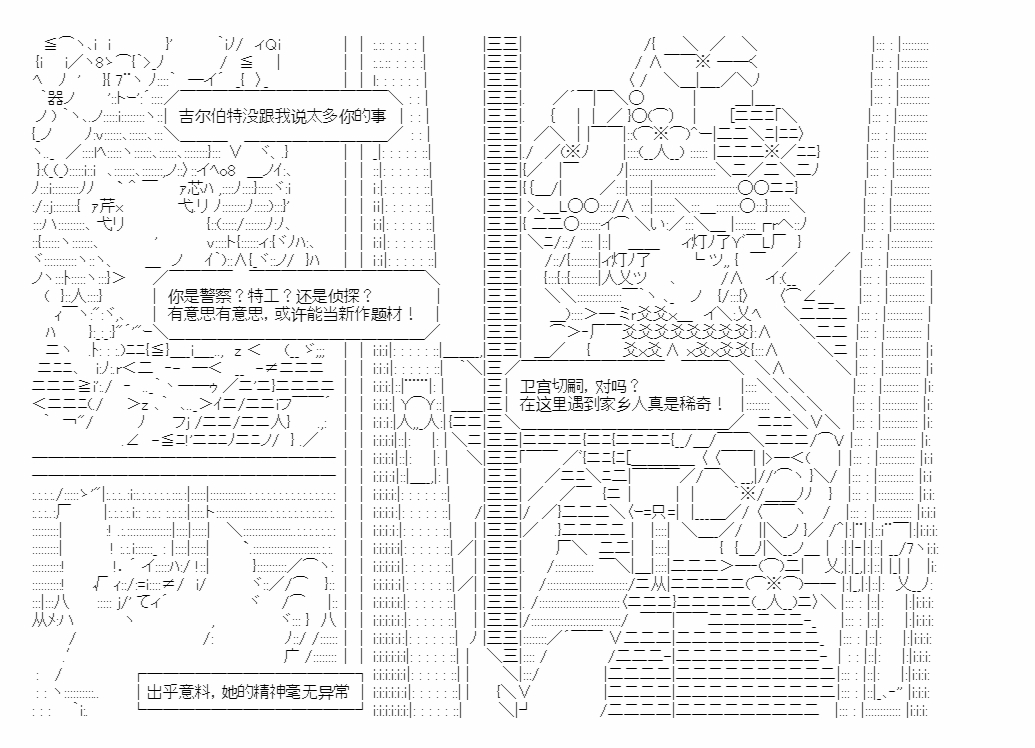 吉尔伯特没跟我说太多你的事
你是警察？特工？还是侦探？
有意思有意思，或许能当新作题材！
卫宫切嗣，对吗？
在这里遇到家乡人真是稀奇！
出乎意料，她的精神毫无异常